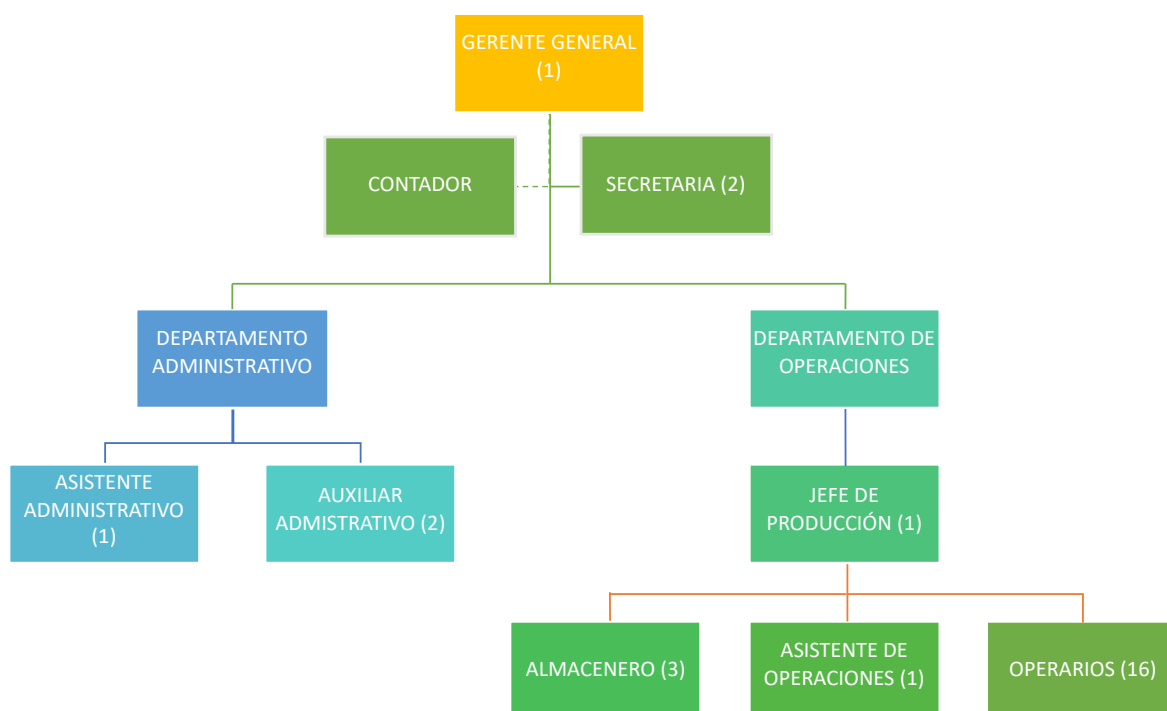 GERENTE GENERAL
(1)
CONTADOR
SECRETARIA (2)
DEPARTAMENTO
ADMINISTRATIVO
DEPARTAMENTO DE
OPERACIONES
ASISTENTE
ADMINISTRATIVO
(1)
AUXILIAR
ADMISTRATIVO (2)
JEFE DE
PRODUCCIÓN (1)
ALMACENERO (3)
ASISTENTE DE
OPERACIONES (1)
OPERARIOS (16)